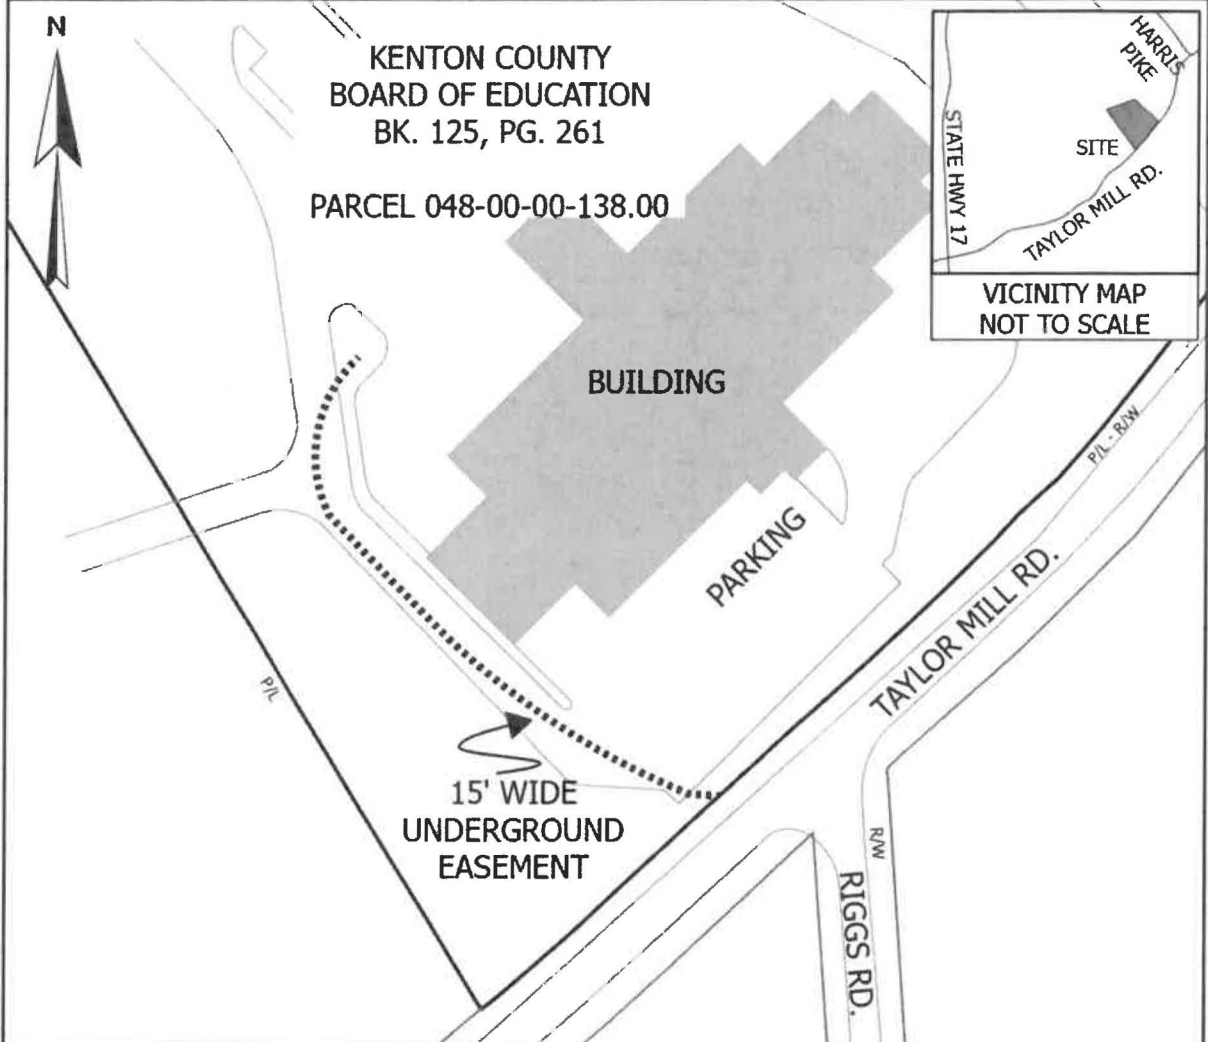 N
KENTON COUNTY
BOARD OF EDUCATION
BK. 125, PG. 261
PARCEL 048-00-00-138.00
HARRIS
PIKE
STATE HWY 17
SITE
TAYLOR MILL RD.
VICINITY MAP
NOT TO SCALE
BUILDING
P/L - R/W
PARKING
TAYLOR MILL RD.
P/L
15' WIDE
UNDERGROUND
EASEMENT
R/W
RIGGS RD.